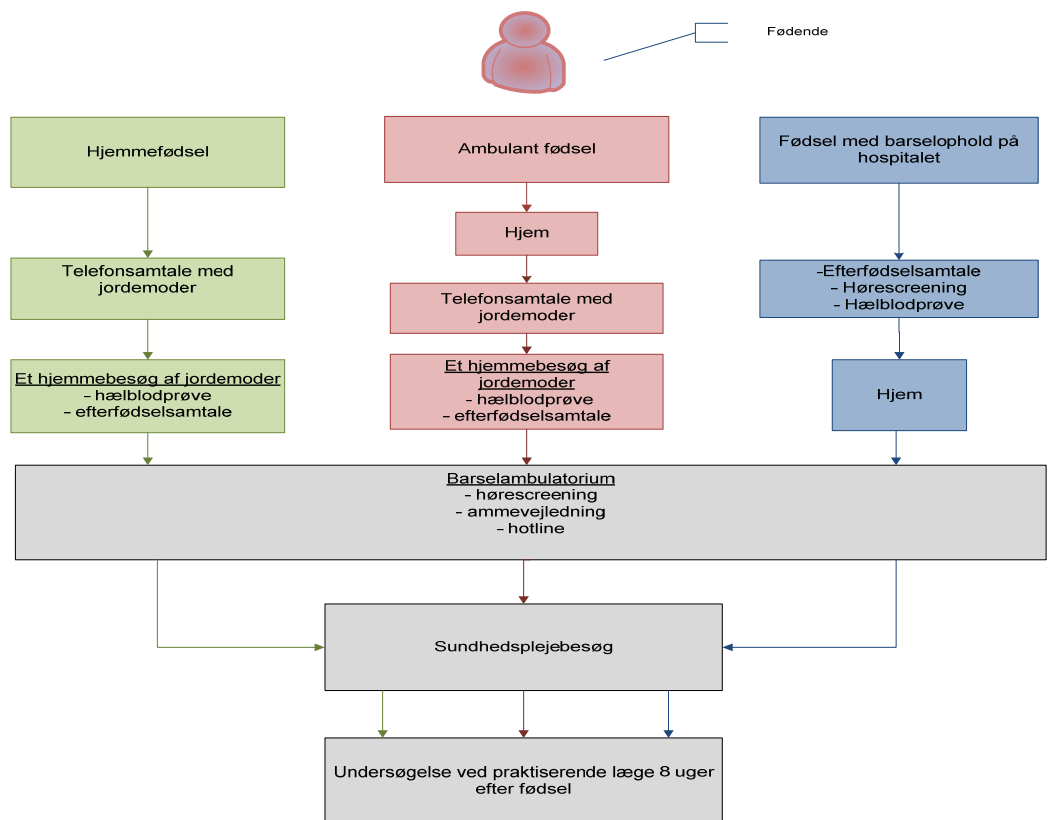 Fødende
Hjemmefødsel
Ambulant fødsel
Fødsel med barselophold på
hospitalet
Hjem
Telefonsamtale med
jordemoder
-Efterfødselsamtale
- Hørescreening
- Hælblodprøve
Telefonsamtale med
jordemoder
Et hjemmebesøg af jordemoder
- hælblodprøve
- efterfødselsamtale
Et hjemmebesøg af
jordemoder
- hælblodprøve
- efterfødselsamtale
Hjem
Barselambulatorium
- hørescreening
- ammevejledning
- hotline
Sundhedsplejebesøg
Undersøgelse ved praktiserende læge 8 uger
efter fødsel